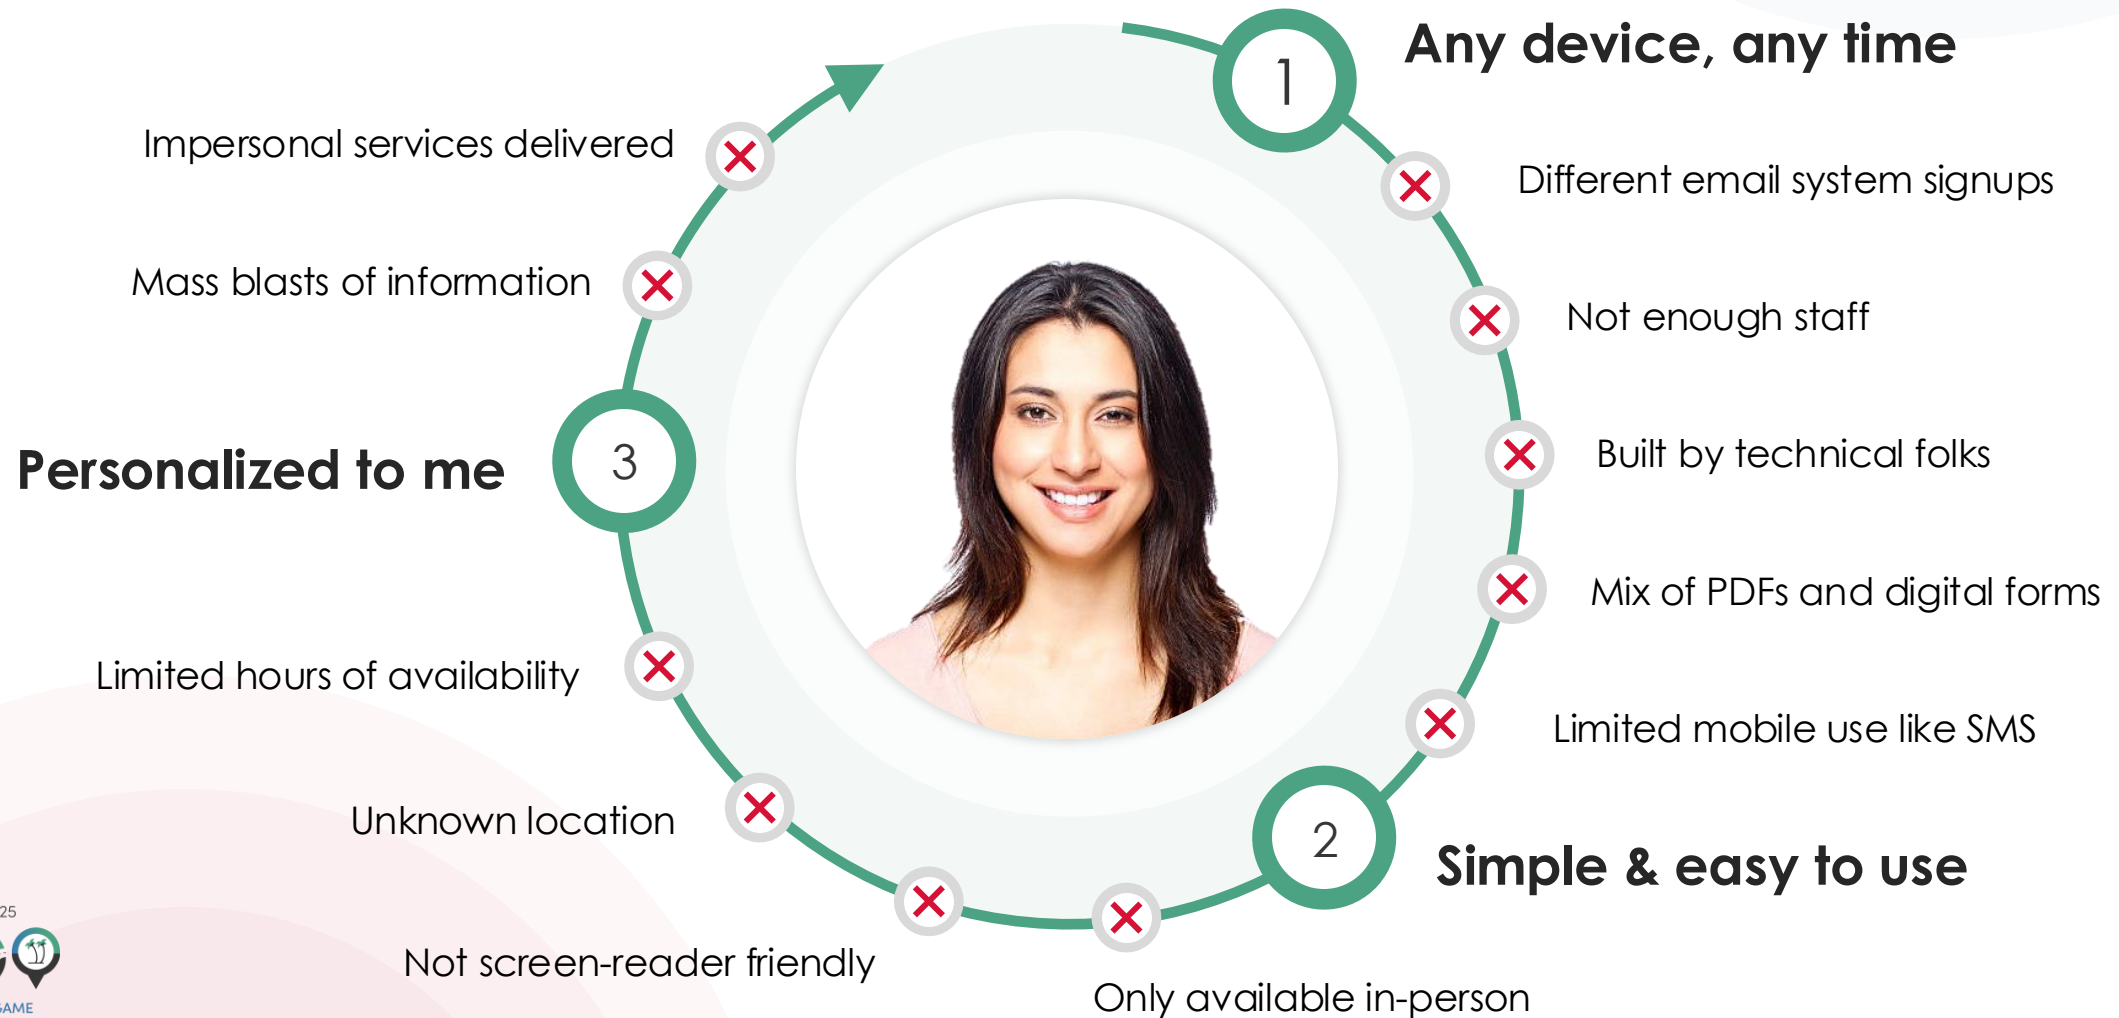 1
Any device, any time
Different email system signups
Not enough staff
Built by technical folks
Mix of PDFs and digital forms
Limited mobile use like SMS
2
Simple & easy to use
Only available in-person
Not screen-reader friendly
Unknown location
Limited hours of availability
3
Personalized to me
Mass blasts of information
Impersonal services delivered
25
GAME